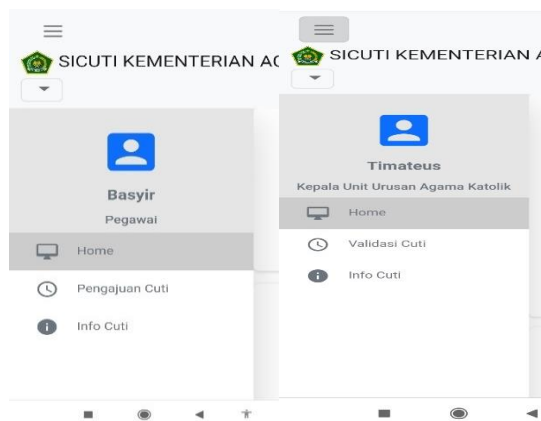 SICUTI KEMENTERIAN AG
Basyir
Pegawai
Home
Pengajuan Cuti
Info Cuti
SICUTI KEMENTERIAN A
Timateus
Kepala Unit Urusan Agama Katolik
Home
Validasi Cuti
Info Cuti